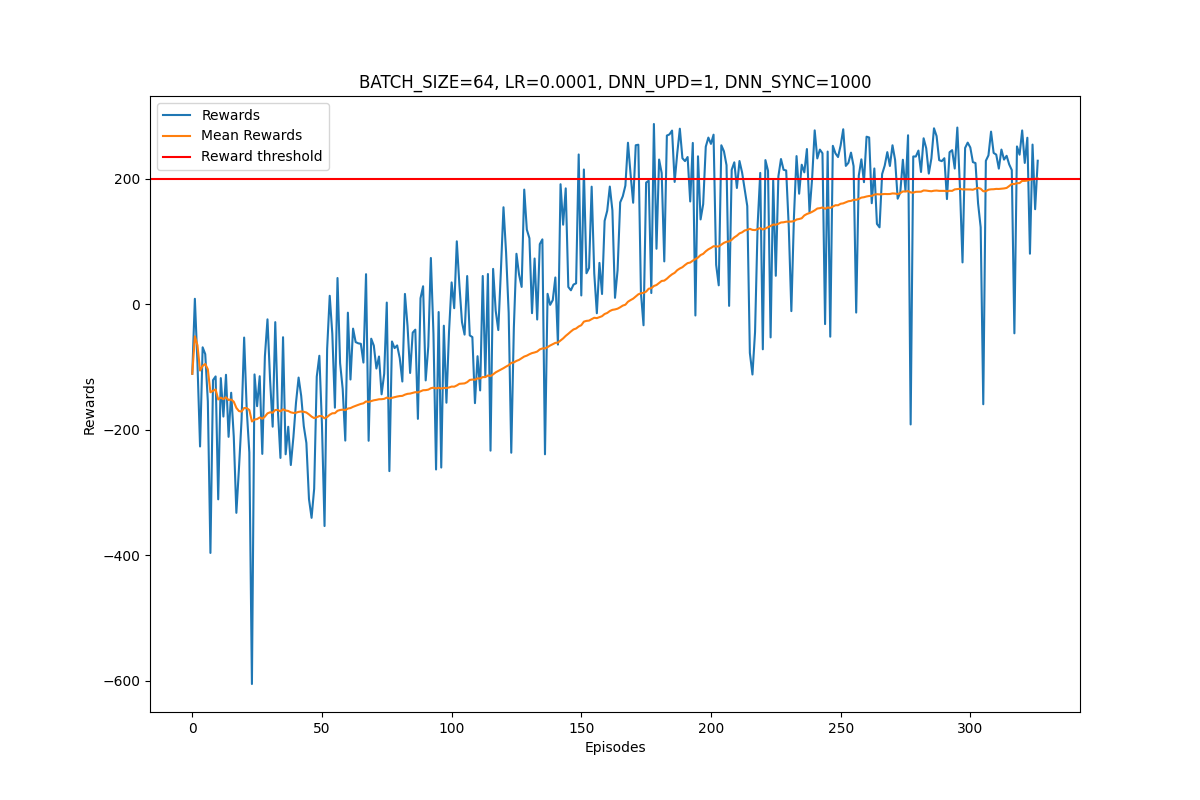 BATCH_SIZE=64, LR=0.0001, DNN_UPD=1, DNN_SYNC=1000
Rewards
Mean Rewards
Reward threshold
200
0
−200
−400
−600
Rewards
0
50
100
150
200
250
300
Episodes